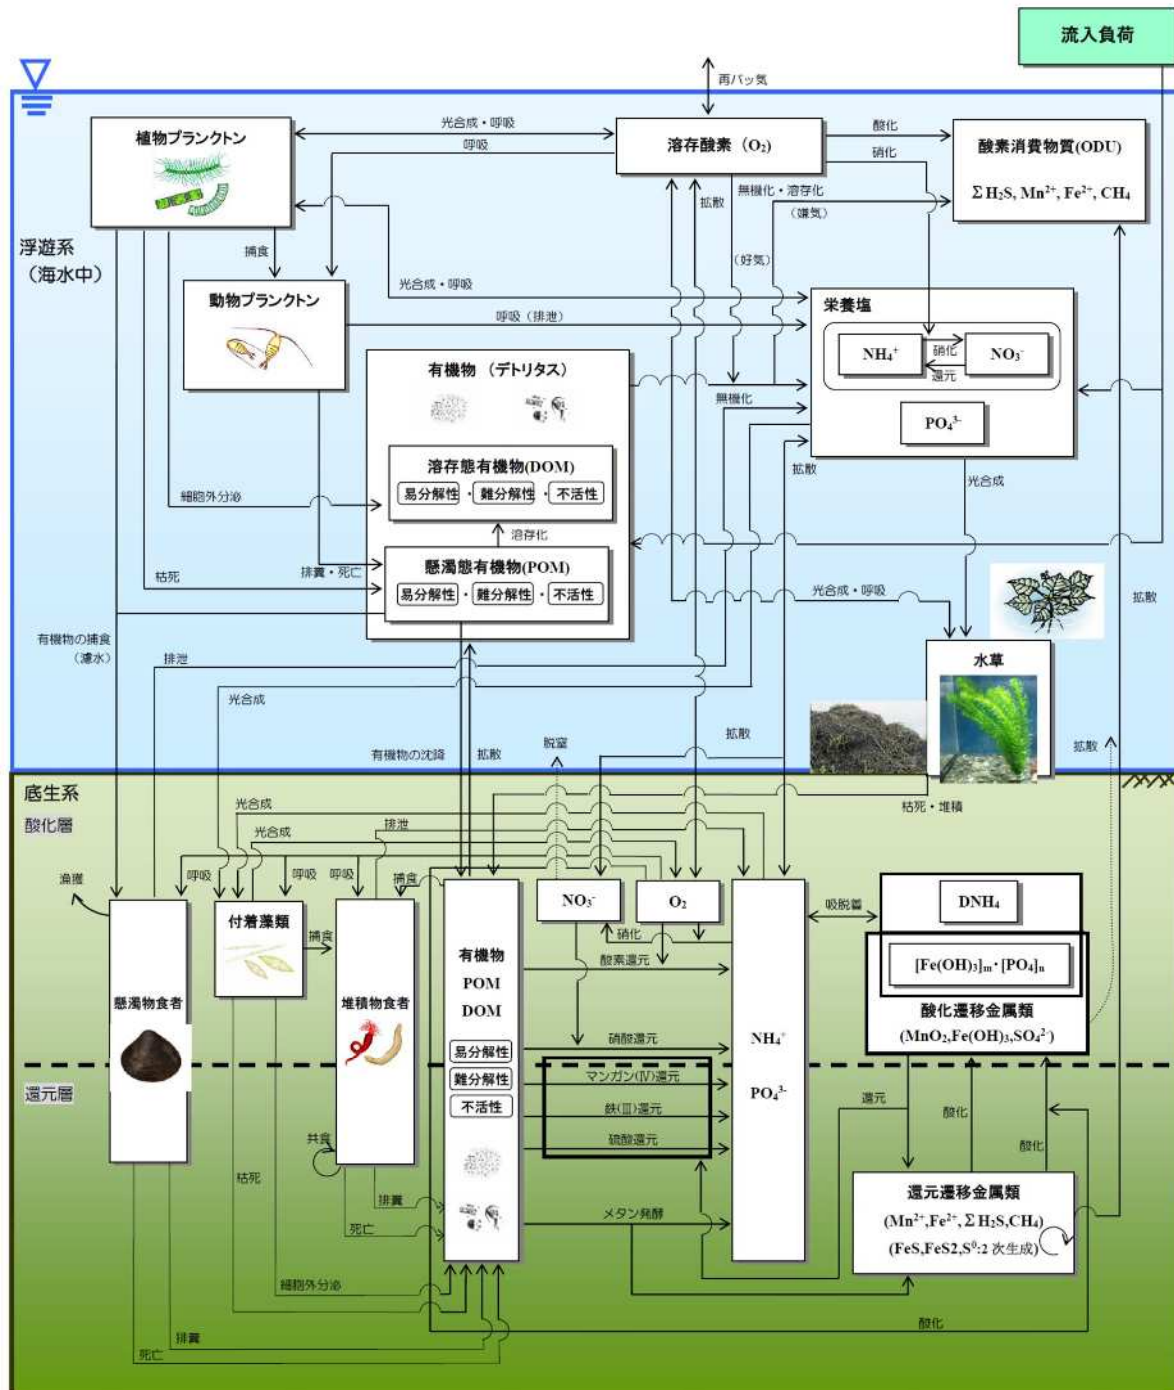 流入負荷
再バッ気
植物プランクトン
光合成・呼吸
呼吸
溶存酸素（O₂）
酸化
硝化
酸素消費物質(ODU)
ΣH₂S, Mn²⁺, Fe²⁺, CH₄
無機化・溶存化
（嫌気）
拡散
（好気）
浮遊系
（海水中）
捕食
動物プランクトン
光合成・呼吸
呼吸（排泄）
栄養塩
NH₄⁺
硝化
還元
NO₃⁻
PO₄³⁻
有機物（デトリタス）
無機化
溶存態有機物(DOM)
易分解性・難分解性・不活性
細胞外分泌
溶存化
拡散
光合成
懸濁態有機物(POM)
易分解性・難分解性・不活性
枯死
排糞・死亡
光合成・呼吸
拡散
有機物の捕食
（濾水）
排泄
光合成
水草
有機物の沈降
拡散
脱窒
拡散
拡散
底生系
酸化層
光合成
光合成
排泄
枯死・堆積
漁獲
呼吸
呼吸
呼吸
捕食
懸濁物食者
付着藻類
捕食
堆積物食者
有機物
POM
DOM
易分解性
難分解性
不活性
NO₃⁻
O₂
硝化
酸素還元
硝酸還元
マンガン(Ⅳ)還元
鉄(Ⅲ)還元
硫酸還元
メタン発酵
NH₄⁺
PO₄³⁻
吸脱着
DNH₄
[Fe(OH)₃]m・[PO₄]n
酸化遷移金属類
(MnO₂,Fe(OH)₃,SO₄²⁻)
還元層
還元
酸化
酸化
共食
枯死
排糞
死亡
還元遷移金属類
(Mn²⁺,Fe²⁺,ΣH₂S,CH₄)
(FeS,FeS2,S⁰:2次生成)
細胞外分泌
排糞
死亡
酸化